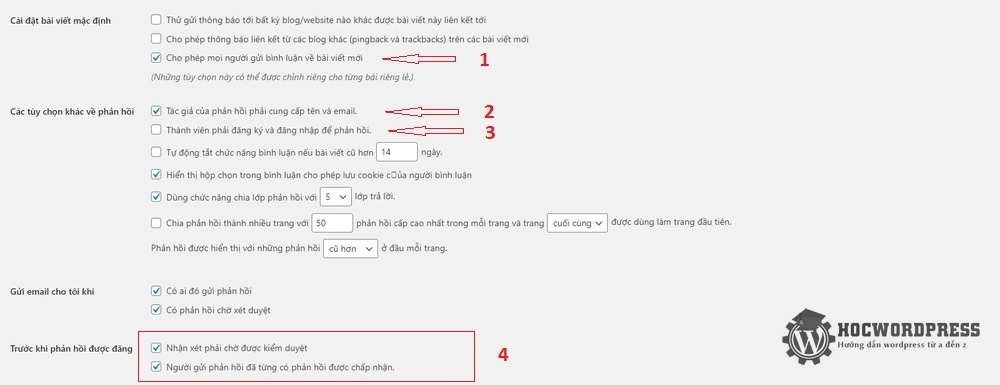 Cài đặt bài viết mặc định
Thử gửi thông báo tới bất kỳ blog/website nào khác được bài viết này liên kết tới
Cho phép thông báo liên kết từ các blog khác (pingback và trackbacks) trên các bài viết mới
Cho phép mọi người gửi bình luận về bài viết mới 1
(Những tùy chọn này có thể được chỉnh riêng cho từng bài riêng lẻ.)
Các tùy chọn khác về phản hồi
Tác giả của phản hồi phải cung cấp tên và email. 2
Thành viên phải đăng ký và đăng nhập để phản hồi. 3
Tự động tắt chức năng bình luận nếu bài viết cũ hơn 14 ngày.
Hiển thị hộp chọn trong bình luận cho phép lưu cookie c□ủa người bình luận
Dùng chức năng chia lớp phản hồi với 5 lớp trả lời.
Chia phản hồi thành nhiều trang với 50 phản hồi cấp cao nhất trong mỗi trang và trang cuối cùng được dùng làm trang đầu tiên.
Phản hồi được hiển thị với những phản hồi cũ hơn ở đầu mỗi trang.
Gửi email cho tôi khi
Có ai đó gửi phản hồi
Có phản hồi chờ xét duyệt
Trước khi phản hồi được đăng
Nhận xét phải chờ được kiểm duyệt
Người gửi phản hồi đã từng có phản hồi được chấp nhận.
4
HOCWORDPRESS
Hướng dẫn wordpress từ a đến z